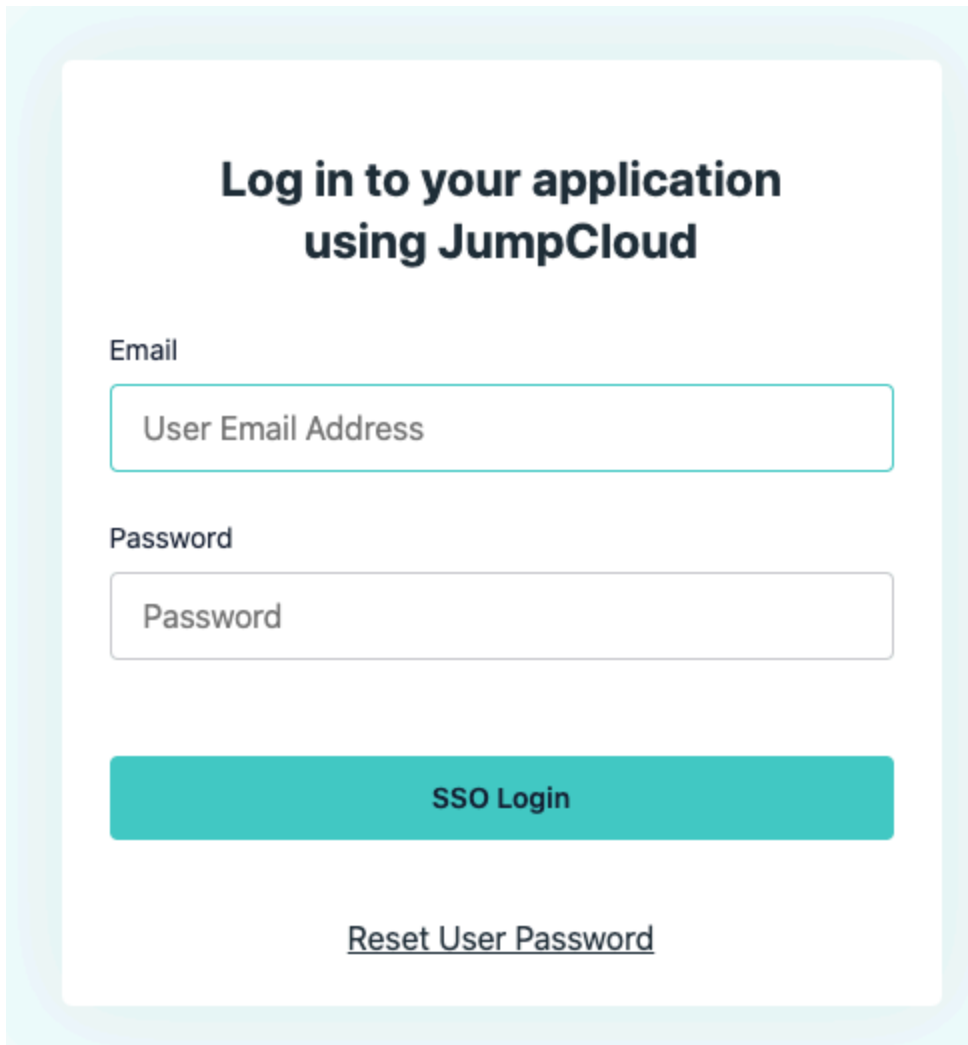 Log in to your application
using JumpCloud
Email
User Email Address
Password
Password
SSO Login
Reset User Password